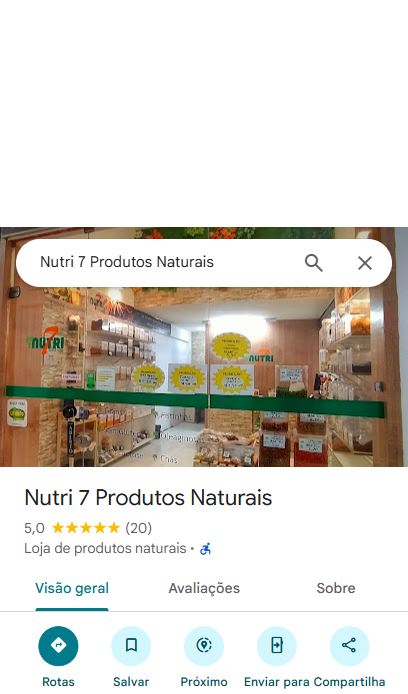 Nutri 7 Produtos Naturais
7
NUTRI
NUTRI
Nutri 7 Produtos Naturais
5,0 ★★★★★ (20)
Loja de produtos naturais ·
Visão geral Avaliações Sobre
Rotas Salvar Próximo Enviar para Compartilha